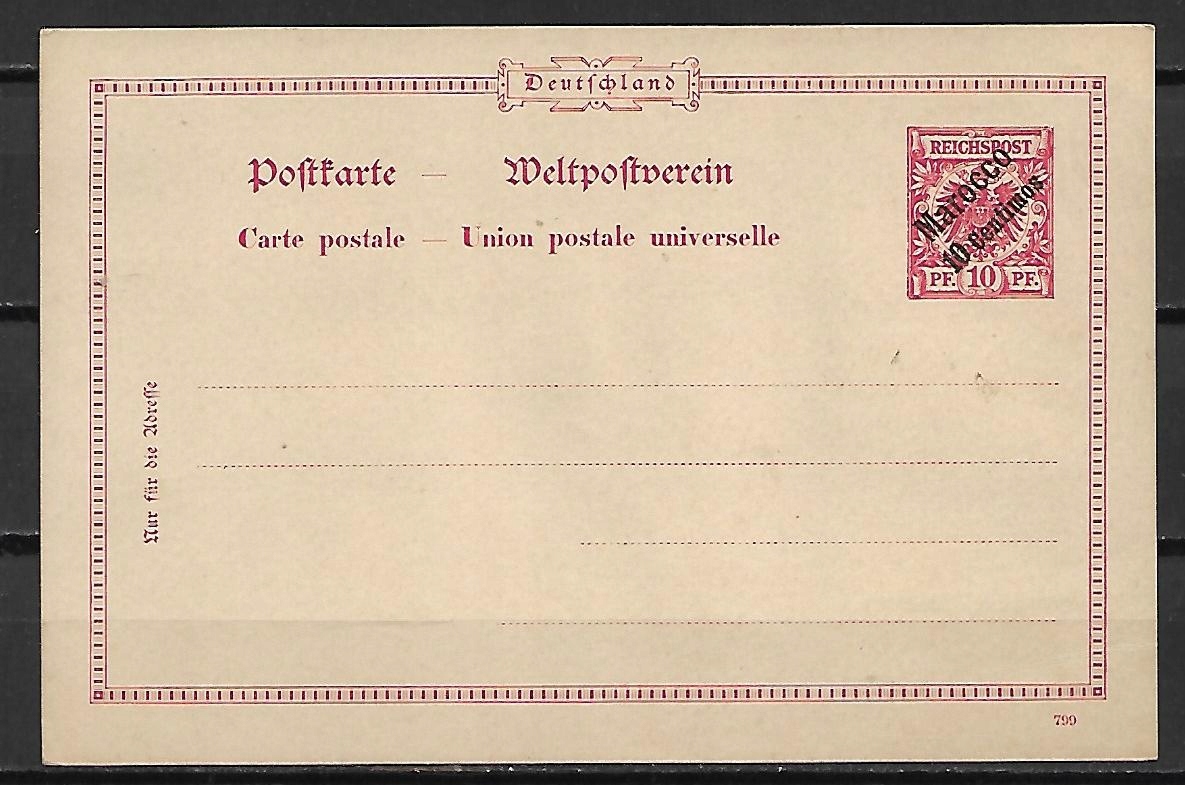 Deutschland
Postkarte — Weltpostverein
Carte postale — Union postale universelle
REICHSPOST
Marocco
10 centimos
PF. 10 PF.
Nur für die Adresse
799